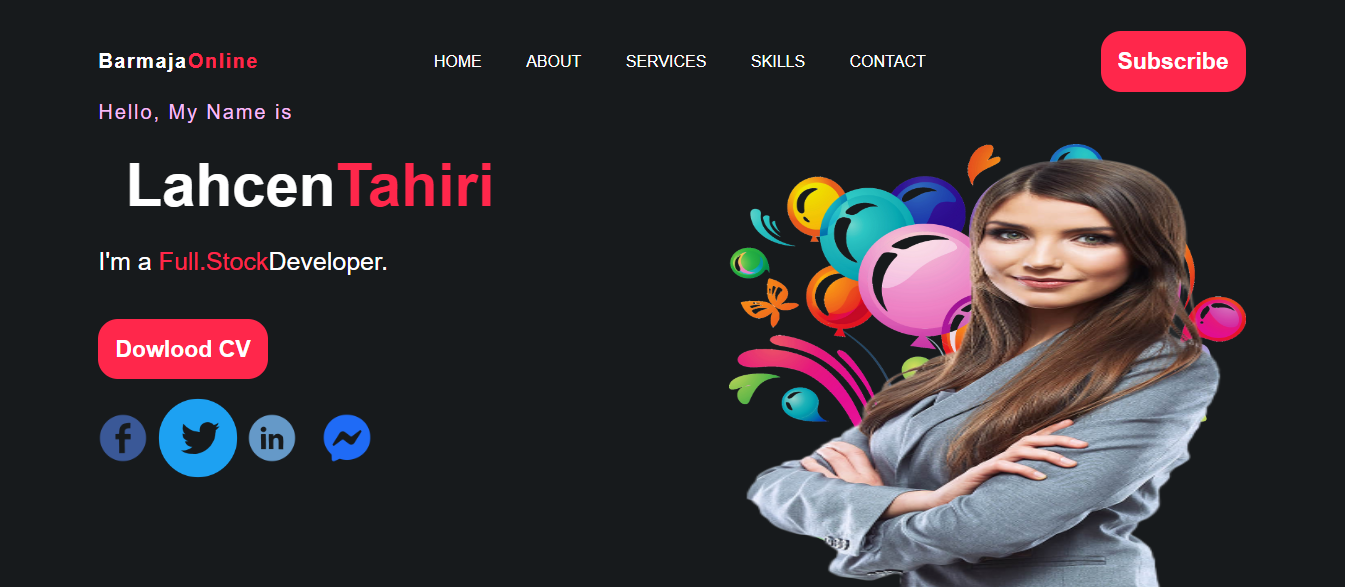 BarmajaOnline HOME ABOUT SERVICES SKILLS CONTACT Subscribe
Hello, My Name is
LahcenTahiri
I'm a Full.StockDeveloper.
Dowlood CV